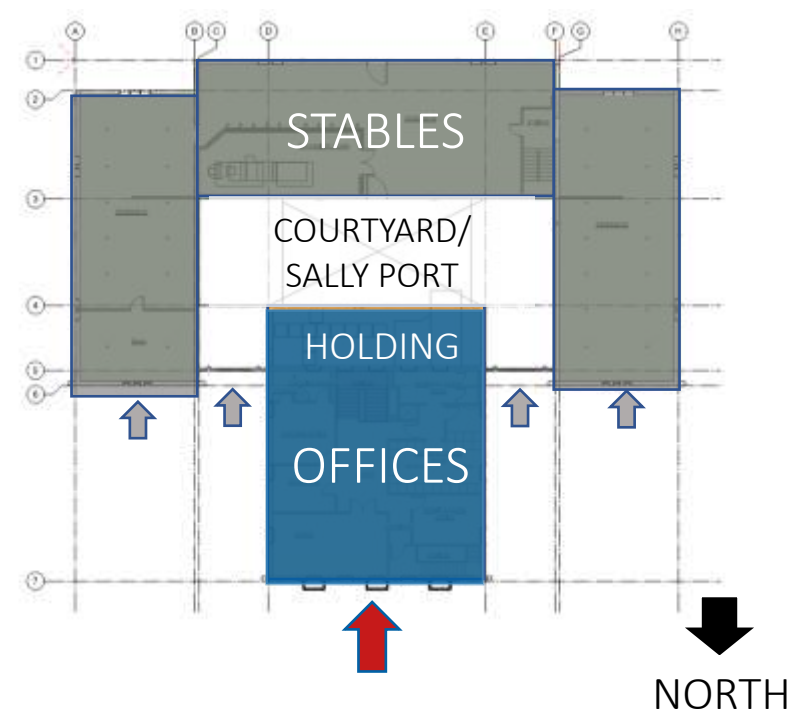 A B C D E F G H
1
2
STABLES
3
COURTYARD/
SALLY PORT
4
HOLDING
5
6
OFFICES
7
NORTH